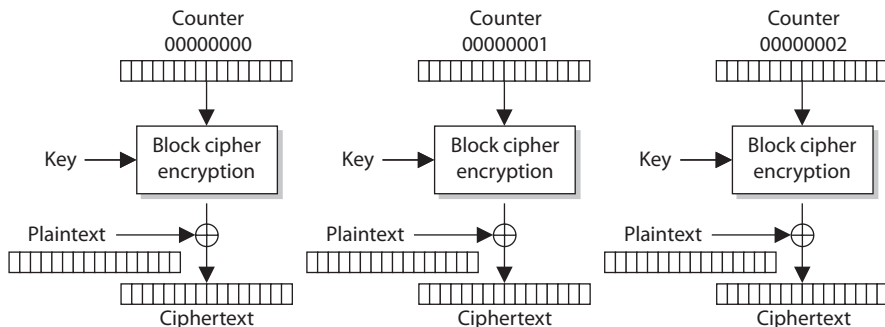 Counter
00000000
Counter
00000001
Counter
00000002
Key
Block cipher
encryption
Key
Block cipher
encryption
Key
Block cipher
encryption
Plaintext
Plaintext
Plaintext
Ciphertext
Ciphertext
Ciphertext